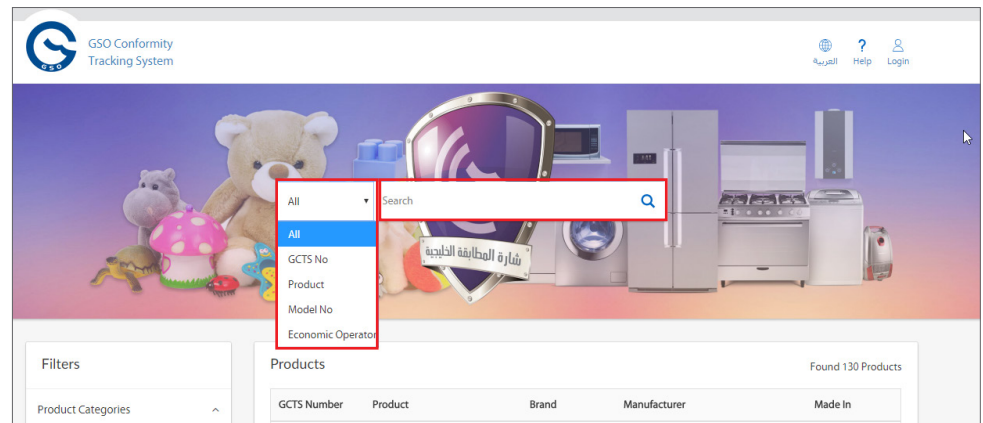 GSO
GSO Conformity
Tracking System
العربية
Help
Login
All
Search
All
GCTS No
Product
Model No
Economic Operator
شارة المطابقة الخليجية
Filters
Products
Found 130 Products
Product Categories
GCTS Number Product Brand Manufacturer Made In